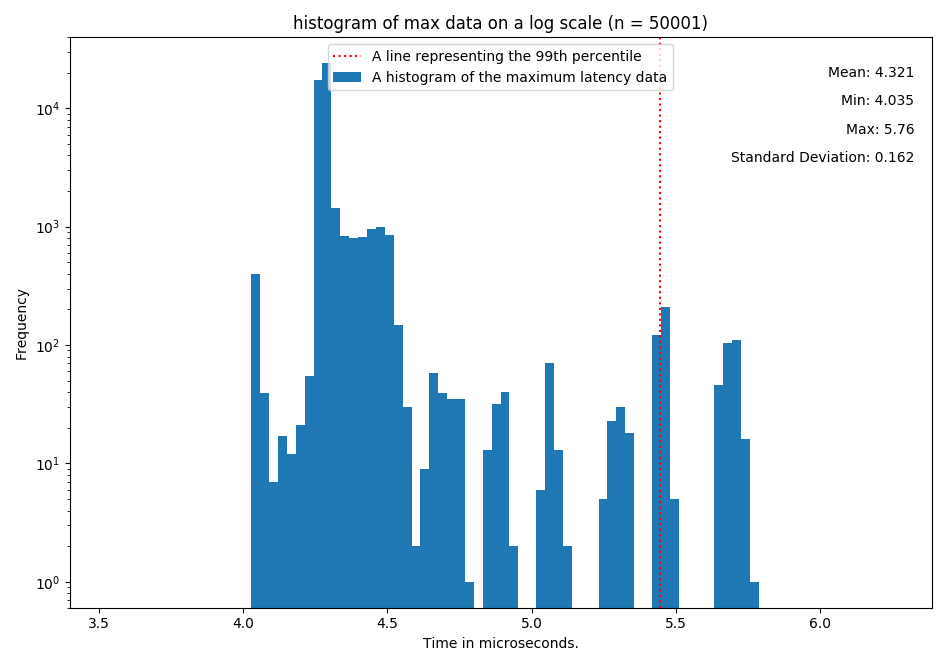 histogram of max data on a log scale (n = 50001)
A line representing the 99th percentile
A histogram of the maximum latency data
Mean: 4.321
Min: 4.035
Max: 5.76
Standard Deviation: 0.162
Frequency
10^4
10^3
10^2
10^1
10^0
3.5 4.0 4.5 5.0 5.5 6.0
Time in microseconds.